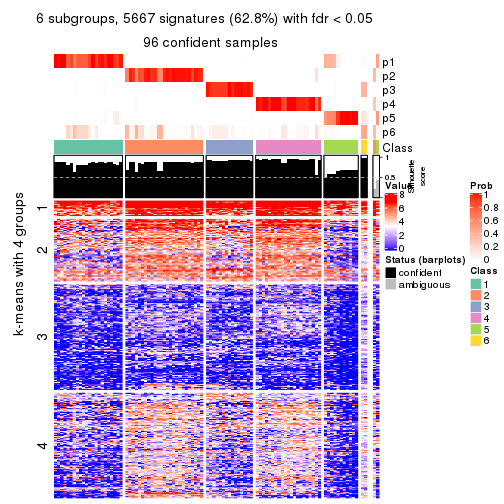 6 subgroups, 5667 signatures (62.8%) with fdr < 0.05
96 confident samples
p1
p2
p3
p4
p5
p6
Class
1
0.5
0
Silhouette
score
k-means with 4 groups
1
2
3
4
Value
8
6
4
2
0
Status (barplots)
confident
ambiguous
Prob
1
0.8
0.6
0.4
0.2
0
Class
1
2
3
4
5
6